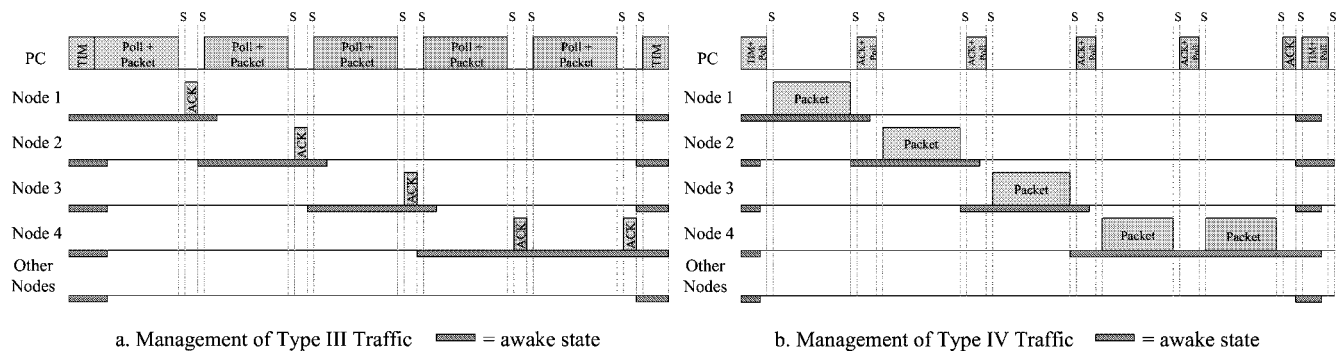 S S S S S S S S S S
TIM Poll + Packet Poll + Packet Poll + Packet Poll + Packet Poll + Packet TIM
PC
Node 1
ACK
Node 2
ACK
Node 3
ACK
Node 4
ACK ACK
Other
Nodes
a. Management of Type III Traffic = awake state
S S S S S S S S S S S
TIM+ Poll ACK+ Poll ACK+ Poll ACK+ Poll ACK+ Poll ACK TIM+ Poll
PC
Node 1
Packet
Node 2
Packet
Node 3
Packet
Node 4
Packet Packet
Other
Nodes
b. Management of Type IV Traffic = awake state